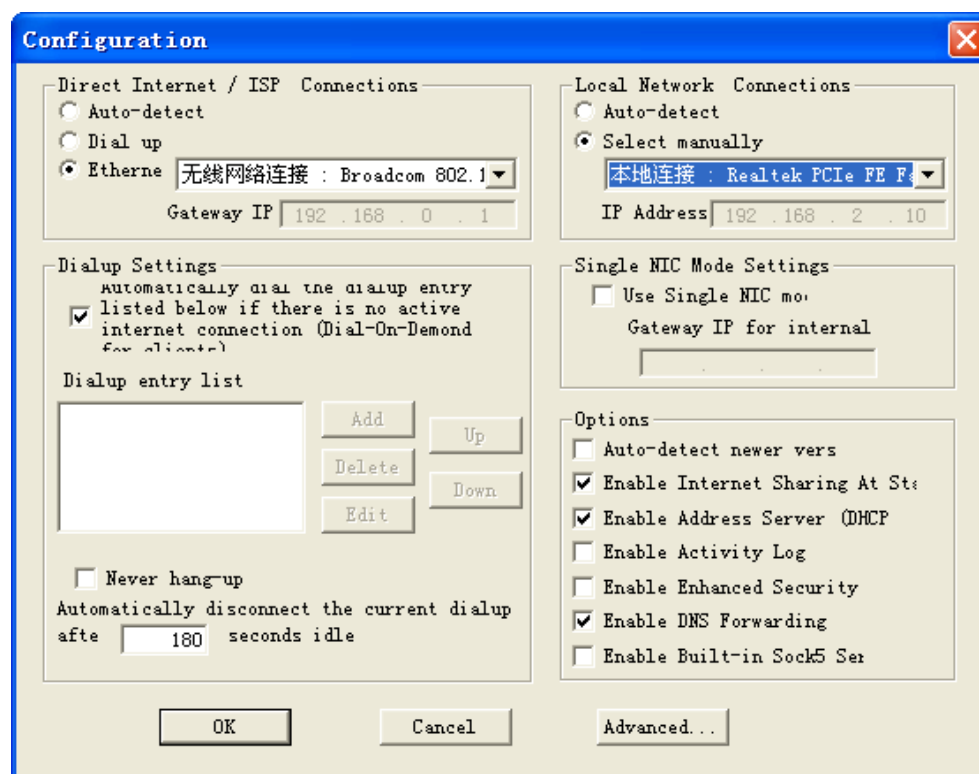 Configuration
Direct Internet / ISP Connections
Auto-detect
Dial up
Etherne
无线网络连接 : Broadcom 802.1
Gateway IP 192 .168 . 0 . 1
Local Network Connections
Auto-detect
Select manually
本地连接 : Realtek PCIe FE Fa
IP Address 192 .168 . 2 . 10
Dialup Settings
Automatically dial the dialup entry
listed below if there is no active
internet connection (Dial-On-Demond
for clients)
Dialup entry list
Add
Delete
Edit
Up
Down
Never hang-up
Automatically disconnect the current dialup
afte 180 seconds idle
Single NIC Mode Settings
Use Single NIC mo
Gateway IP for internal
. . .
Options
Auto-detect newer vers
Enable Internet Sharing At Sta
Enable Address Server (DHCP
Enable Activity Log
Enable Enhanced Security
Enable DNS Forwarding
Enable Built-in Sock5 Ser
OK
Cancel
Advanced...